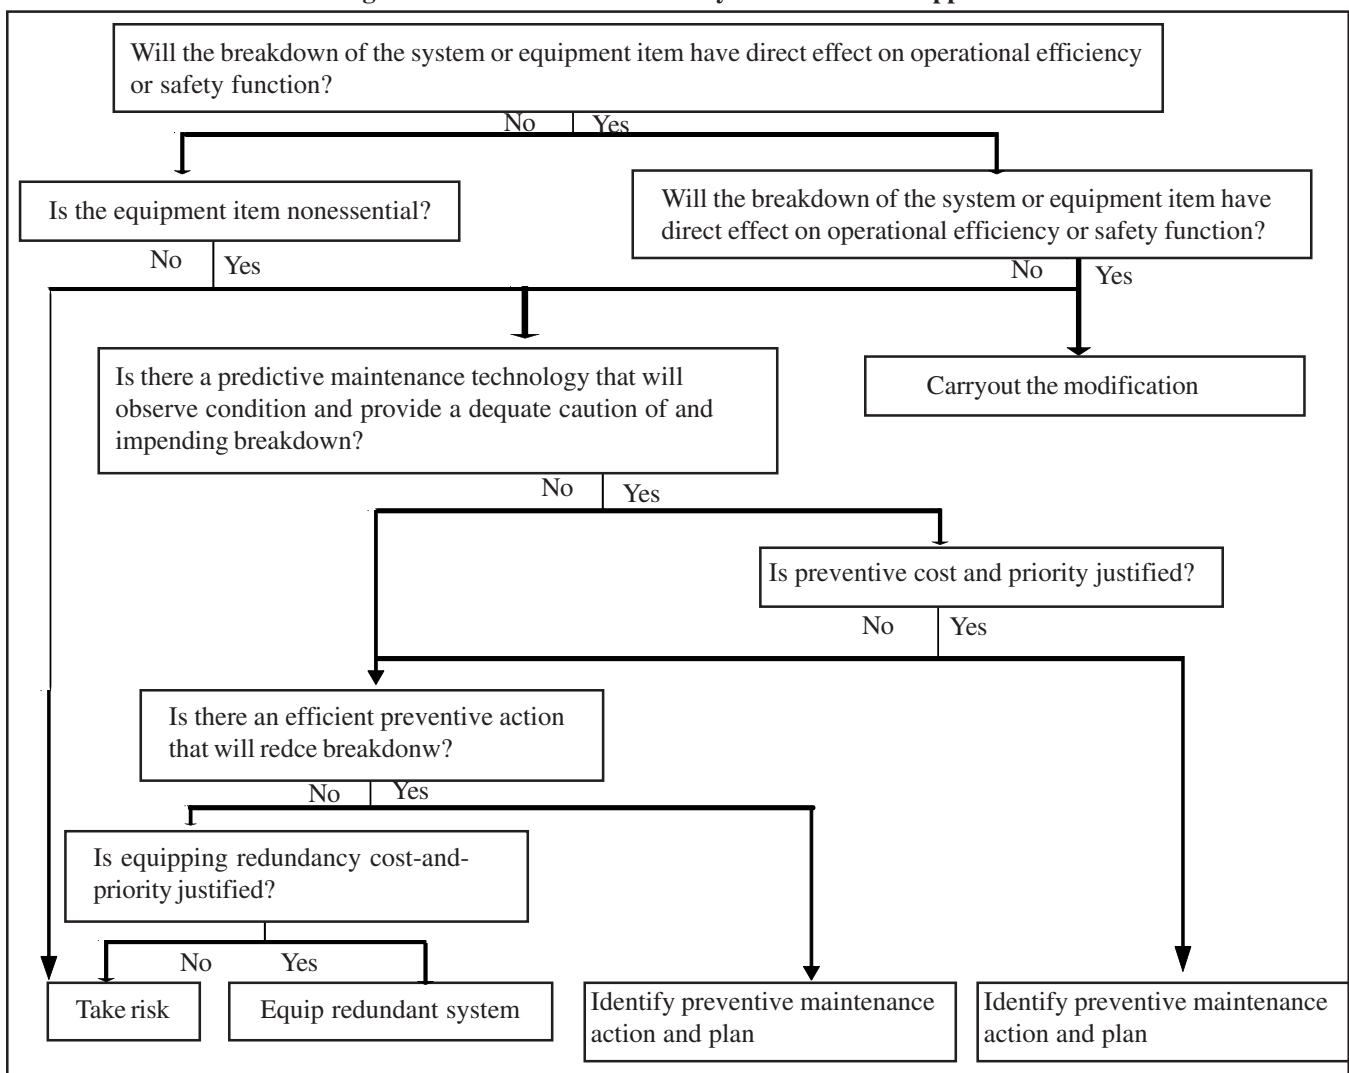 Will the breakdown of the system or equipment item have direct effect on operational efficiency
or safety function?
No Yes
Is the equipment item nonessential?
Will the breakdown of the system or equipment item have
direct effect on operational efficiency or safety function?
No Yes
No Yes
Is there a predictive maintenance technology that will
observe condition and provide a dequate caution of and
impending breakdown?
Carryout the modification
No Yes
Is preventive cost and priority justified?
No Yes
Is there an efficient preventive action
that will redce breakdonw?
No Yes
Is equipping redundancy cost-and-
priority justified?
No Yes
Take risk
Equip redundant system
Identify preventive maintenance
action and plan
Identify preventive maintenance
action and plan